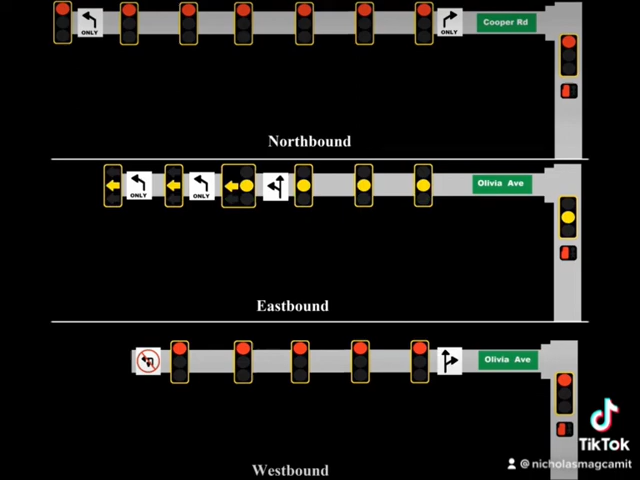 Cooper Rd
ONLY
ONLY
Northbound
Olivia Ave
ONLY
ONLY
Eastbound
Olivia Ave
Westbound
TikTok
@nicholasmagcamit